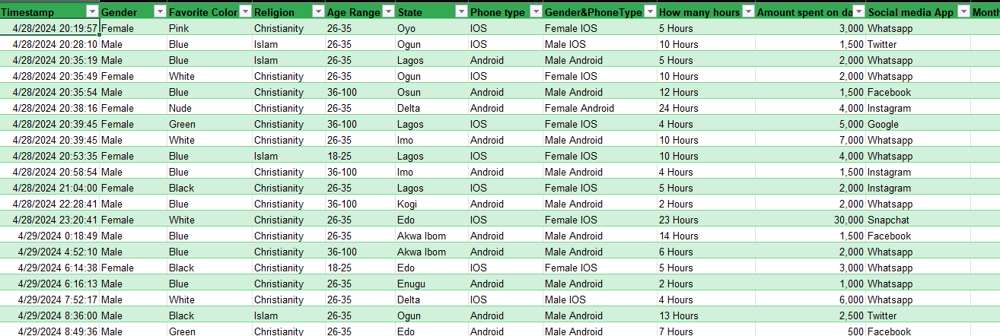 Timestamp Gender Favorite Color Religion Age Range State Phone type Gender&PhoneType How many hours Amount spent on da Social media App Month
4/28/2024 20:19:57 Female Pink Christianity 26-35 Oyo IOS Female IOS 5 Hours 3,000 Whatsapp
4/28/2024 20:28:10 Male Blue Islam 26-35 Ogun IOS Male IOS 10 Hours 1,500 Twitter
4/28/2024 20:35:19 Male Blue Islam 26-35 Lagos Android Male Android 5 Hours 2,000 Whatsapp
4/28/2024 20:35:49 Female White Christianity 26-35 Ogun IOS Female IOS 10 Hours 2,000 Whatsapp
4/28/2024 20:35:54 Male Blue Christianity 36-100 Osun Android Male Android 12 Hours 1,500 Facebook
4/28/2024 20:38:16 Female Nude Christianity 26-35 Delta Android Female Android 24 Hours 4,000 Instagram
4/28/2024 20:39:45 Female Green Christianity 36-100 Lagos IOS Female IOS 4 Hours 5,000 Google
4/28/2024 20:39:45 Male White Christianity 26-35 Imo Android Male Android 10 Hours 7,000 Whatsapp
4/28/2024 20:53:35 Female Blue Islam 18-25 Lagos IOS Female IOS 10 Hours 4,000 Whatsapp
4/28/2024 20:58:54 Male Blue Christianity 36-100 Imo Android Male Android 4 Hours 1,500 Instagram
4/28/2024 21:04:00 Female Black Christianity 26-35 Lagos IOS Female IOS 5 Hours 2,000 Instagram
4/28/2024 22:28:41 Male Blue Christianity 36-100 Kogi Android Male Android 2 Hours 2,000 Whatsapp
4/28/2024 23:20:41 Female White Christianity 26-35 Edo IOS Female IOS 23 Hours 30,000 Snapchat
4/29/2024 0:18:49 Male Blue Christianity 26-35 Akwa Ibom Android Male Android 14 Hours 1,500 Facebook
4/29/2024 4:52:10 Male Blue Christianity 36-100 Akwa Ibom Android Male Android 6 Hours 2,000 Whatsapp
4/29/2024 6:14:38 Female Black Christianity 18-25 Edo IOS Female IOS 5 Hours 3,000 Whatsapp
4/29/2024 6:16:13 Male Blue Christianity 26-35 Enugu Android Male Android 2 Hours 1,000 Whatsapp
4/29/2024 7:52:17 Male White Christianity 26-35 Delta IOS Male IOS 4 Hours 6,000 Whatsapp
4/29/2024 8:36:00 Male Black Islam 26-35 Ogun Android Male Android 13 Hours 2,500 Twitter
4/29/2024 8:49:36 Male Green Christianity 26-35 Edo Android Male Android 7 Hours 500 Facebook